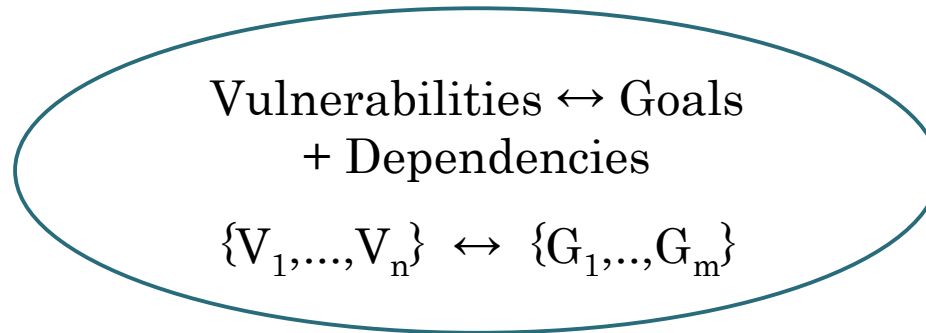 Vulnerabilities ↔ Goals
+ Dependencies
{V₁,...,Vₙ} ↔ {G₁,..,Gₘ}